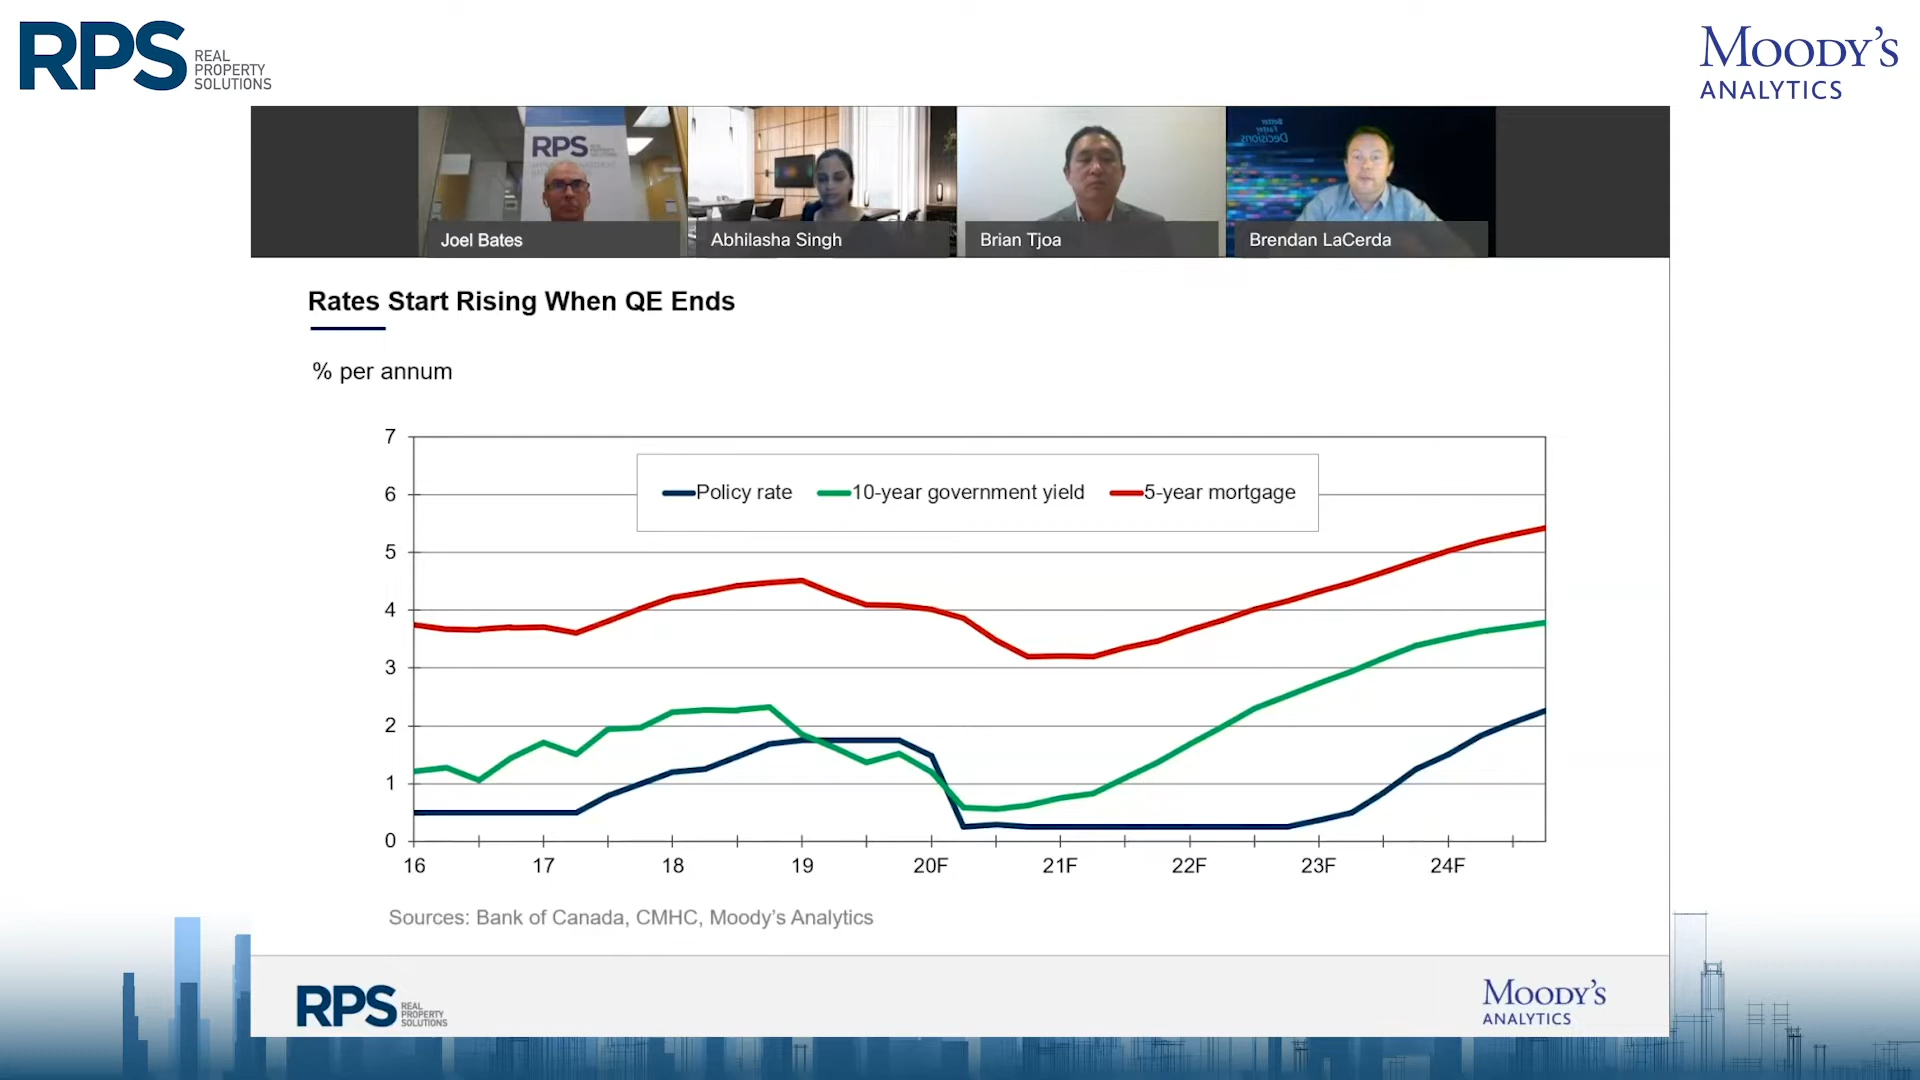 RPS REAL
PROPERTY
SOLUTIONS
MOODY'S
ANALYTICS
RPS
Better
Faster
Decisions
Joel Bates
Abhilasha Singh
Brian Tjoa
Brendan LaCerda
Rates Start Rising When QE Ends
% per annum
7
6
5
4
3
2
1
0
Policy rate 10-year government yield 5-year mortgage
16 17 18 19 20F 21F 22F 23F 24F
Sources: Bank of Canada, CMHC, Moody's Analytics
RPS REAL
PROPERTY
SOLUTIONS
MOODY'S
ANALYTICS